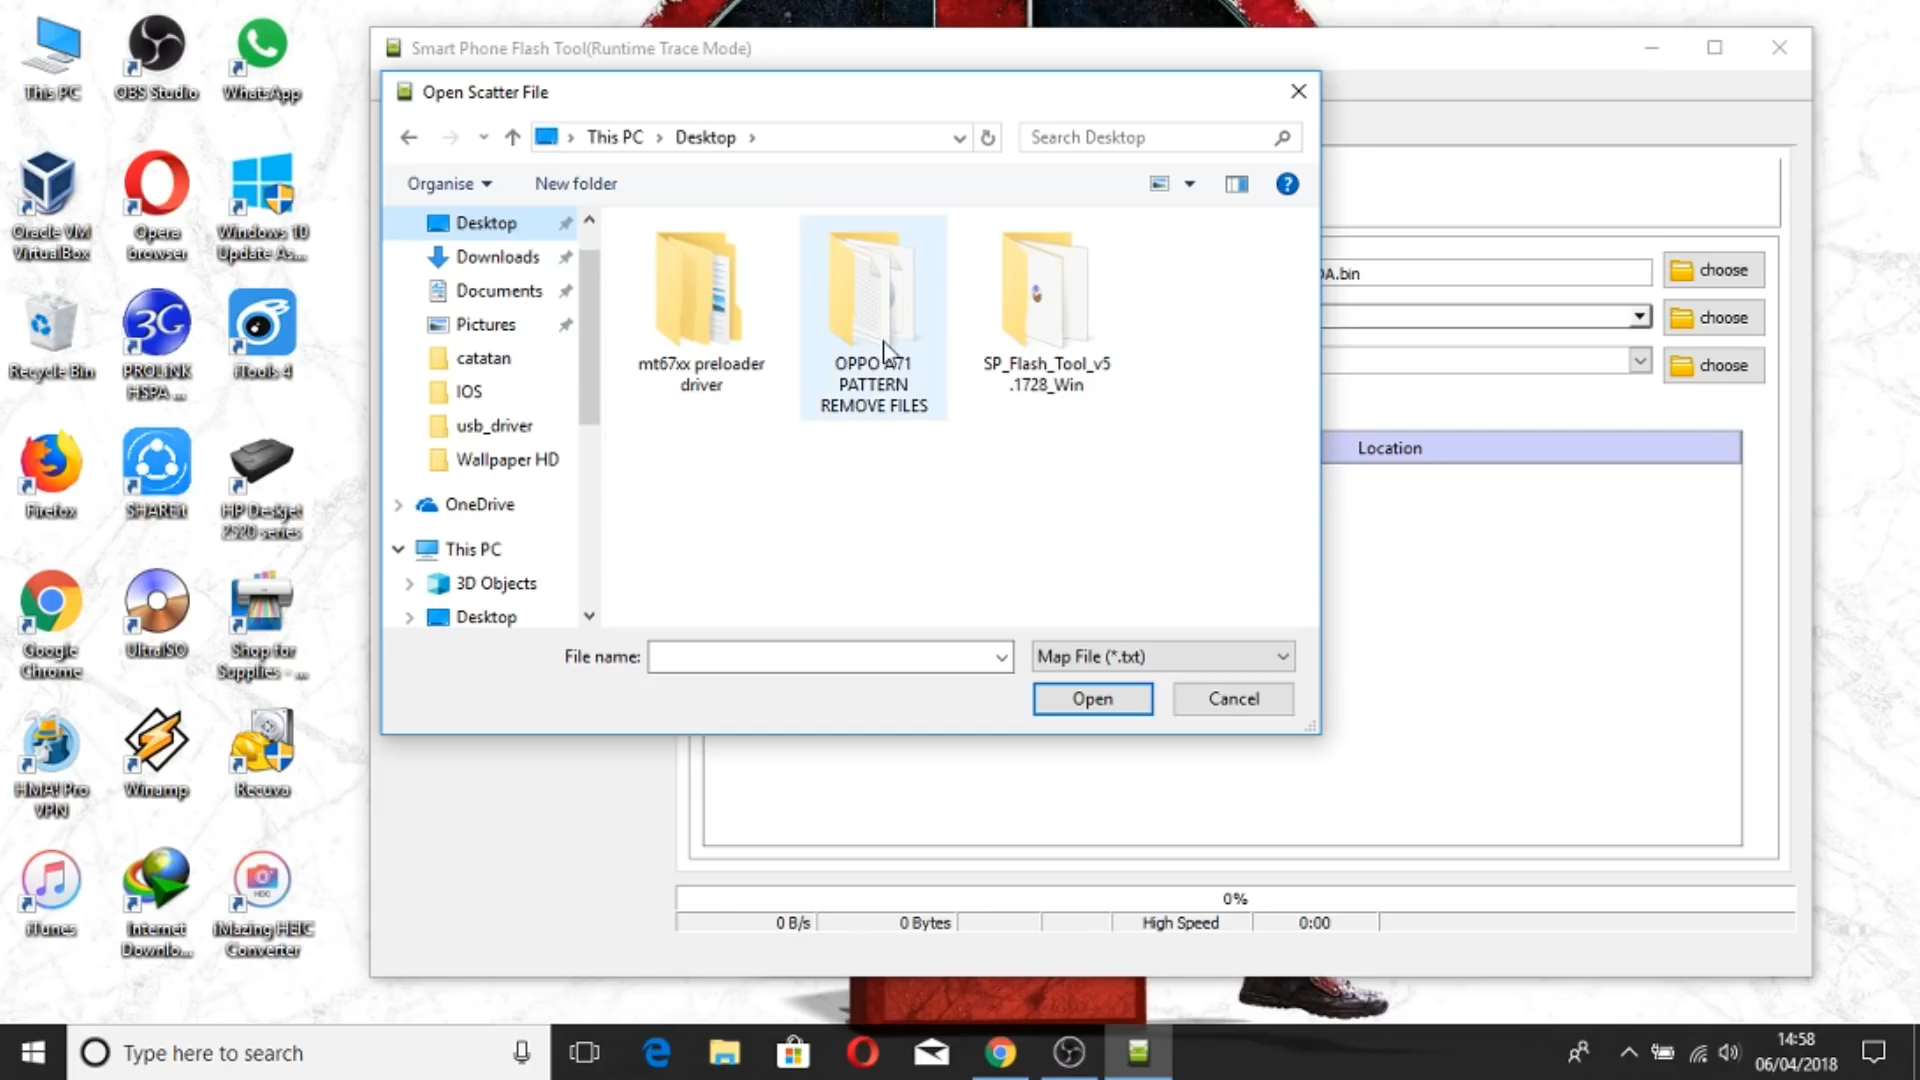 This PC
OBS Studio
WhatsApp
Oracle VM
VirtualBox
Opera
browser
Windows 10
Update As...
Recycle Bin
PROLINK
HSPA ...
iTools 4
Firefox
SHAREit
HP Deskjet
2520 series
Google
Chrome
UltraISO
Shop for
Supplies - ...
HMA! Pro
VPN
Winamp
Recuva
iTunes
Internet
Downlo...
iMazing HEIC
Converter
Smart Phone Flash Tool(Runtime Trace Mode)
Open Scatter File
This PC > Desktop >
Search Desktop
Organise
New folder
Desktop
Downloads
Documents
Pictures
catatan
IOS
usb_driver
Wallpaper HD
OneDrive
This PC
3D Objects
Desktop
mt67xx preloader
driver
OPPO A71
PATTERN
REMOVE FILES
SP_Flash_Tool_v5
.1728_Win
File name:
Map File (*.txt)
Open
Cancel
DA.bin
choose
choose
choose
Location
0%
0 B/s
0 Bytes
High Speed
0:00
Type here to search
14:58
06/04/2018